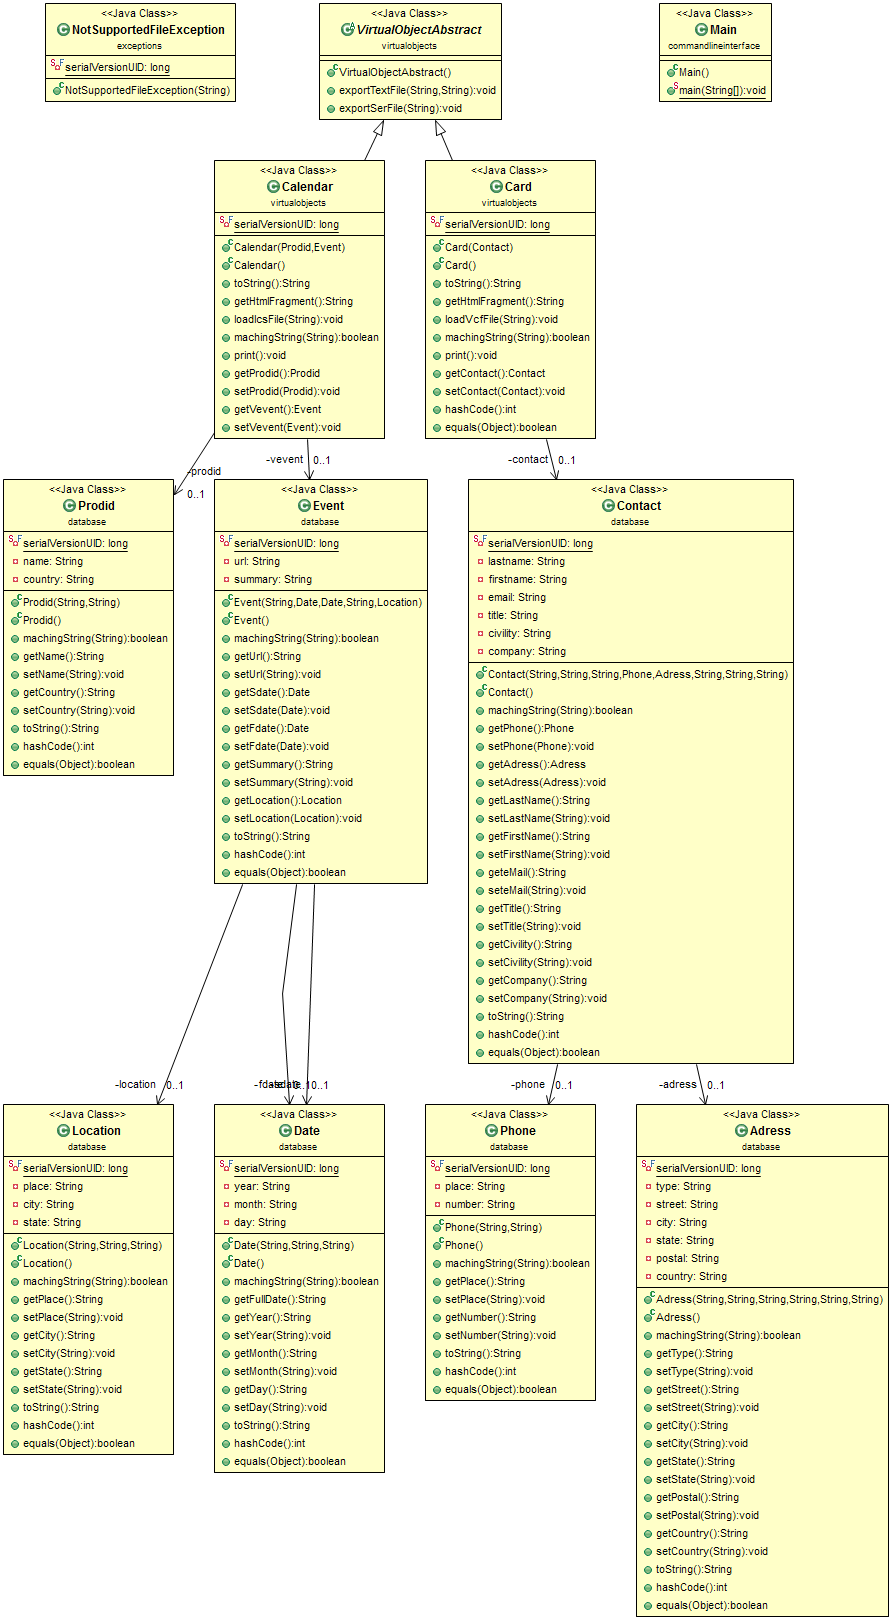 <<Java Class>>
NotSupportedFileException
exceptions
serialVersionUID: long
NotSupportedFileException(String)
<<Java Class>>
VirtualObjectAbstract
virtualobjects
VirtualObjectAbstract()
exportTextFile(String,String):void
exportSerFile(String):void
<<Java Class>>
Main
commandlineinterface
Main()
main(String[]):void
<<Java Class>>
Calendar
virtualobjects
serialVersionUID: long
Calendar(Prodid,Event)
Calendar()
toString():String
getHtmlFragment():String
loadIcsFile(String):void
machingString(String):boolean
print():void
getProdid():Prodid
setProdid(Prodid):void
getVevent():Event
setVevent(Event):void
<<Java Class>>
Card
virtualobjects
serialVersionUID: long
Card(Contact)
Card()
toString():String
getHtmlFragment():String
loadVcfFile(String):void
machingString(String):boolean
print():void
getContact():Contact
setContact(Contact):void
hashCode():int
equals(Object):boolean
-prodid
0..1
-vevent 0..1
-contact 0..1
<<Java Class>>
Prodid
database
serialVersionUID: long
name: String
country: String
Prodid(String,String)
Prodid()
machingString(String):boolean
getName():String
setName(String):void
getCountry():String
setCountry(String):void
toString():String
hashCode():int
equals(Object):boolean
<<Java Class>>
Event
database
serialVersionUID: long
url: String
summary: String
Event(String,Date,Date,String,Location)
Event()
machingString(String):boolean
getUrl():String
setUrl(String):void
getSdate():Date
setSdate(Date):void
getFdate():Date
setFdate(Date):void
getSummary():String
setSummary(String):void
getLocation():Location
setLocation(Location):void
toString():String
hashCode():int
equals(Object):boolean
<<Java Class>>
Contact
database
serialVersionUID: long
lastname: String
firstname: String
email: String
title: String
civility: String
company: String
Contact(String,String,String,Phone,Adress,String,String,String)
Contact()
machingString(String):boolean
getPhone():Phone
setPhone(Phone):void
getAdress():Adress
setAdress(Adress):void
getLastName():String
setLastName(String):void
getFirstName():String
setFirstName(String):void
geteMail():String
seteMail(String):void
getTitle():String
setTitle(String):void
getCivility():String
setCivility(String):void
getCompany():String
setCompany(String):void
toString():String
hashCode():int
equals(Object):boolean
-location 0..1
0..1
-phone 0..1
-adress 0..1
<<Java Class>>
Location
database
serialVersionUID: long
place: String
city: String
state: String
Location(String,String,String)
Location()
machingString(String):boolean
getPlace():String
setPlace(String):void
getCity():String
setCity(String):void
getState():String
setState(String):void
toString():String
hashCode():int
equals(Object):boolean
<<Java Class>>
Date
database
serialVersionUID: long
year: String
month: String
day: String
Date(String,String,String)
Date()
machingString(String):boolean
getFullDate():String
getYear():String
setYear(String):void
getMonth():String
setMonth(String):void
getDay():String
setDay(String):void
toString():String
hashCode():int
equals(Object):boolean
<<Java Class>>
Phone
database
serialVersionUID: long
place: String
number: String
Phone(String,String)
Phone()
machingString(String):boolean
getPlace():String
setPlace(String):void
getNumber():String
setNumber(String):void
toString():String
hashCode():int
equals(Object):boolean
<<Java Class>>
Adress
database
serialVersionUID: long
type: String
street: String
city: String
state: String
postal: String
country: String
Adress(String,String,String,String,String,String)
Adress()
machingString(String):boolean
getType():String
setType(String):void
getStreet():String
setStreet(String):void
getCity():String
setCity(String):void
getState():String
setState(String):void
getPostal():String
setPostal(String):void
getCountry():String
setCountry(String):void
toString():String
hashCode():int
equals(Object):boolean